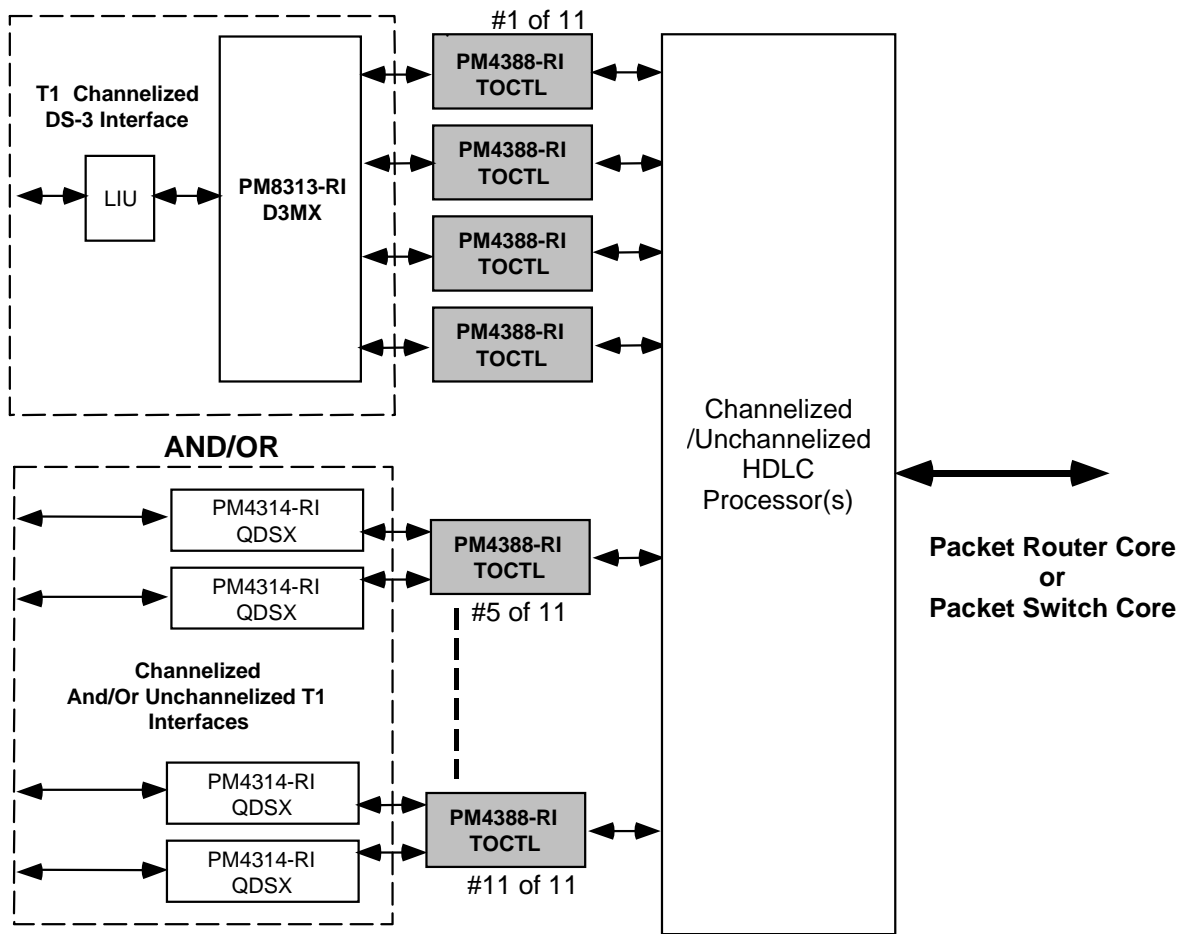 #1 of 11
T1 Channelized
DS-3 Interface
LIU
PM8313-RI
D3MX
PM4388-RI
TOCTL
PM4388-RI
TOCTL
PM4388-RI
TOCTL
PM4388-RI
TOCTL
Channelized
/Unchannelized
HDLC
Processor(s)
AND/OR
PM4314-RI
QDSX
PM4314-RI
QDSX
PM4388-RI
TOCTL
#5 of 11
Packet Router Core
or
Packet Switch Core
Channelized
And/Or Unchannelized T1
Interfaces
PM4314-RI
QDSX
PM4314-RI
QDSX
PM4388-RI
TOCTL
#11 of 11